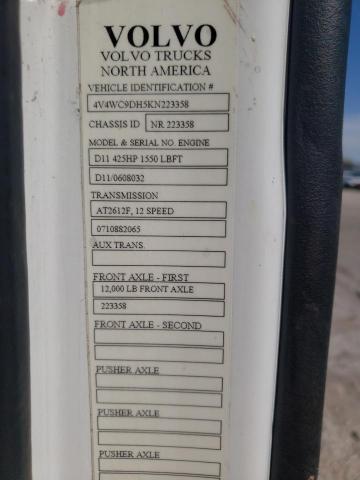 VOLVO
VOLVO TRUCKS
NORTH AMERICA
VEHICLE IDENTIFICATION #
4V4WC9DH5KN223358
CHASSIS ID NR 223358
MODEL & SERIAL NO. ENGINE
D11 425HP 1550 LBFT
D11/0608032
TRANSMISSION
AT2612F, 12 SPEED
0710882065
AUX TRANS.
FRONT AXLE - FIRST
12,000 LB FRONT AXLE
223358
FRONT AXLE - SECOND
PUSHER AXLE
PUSHER AXLE
PUSHER AXLE